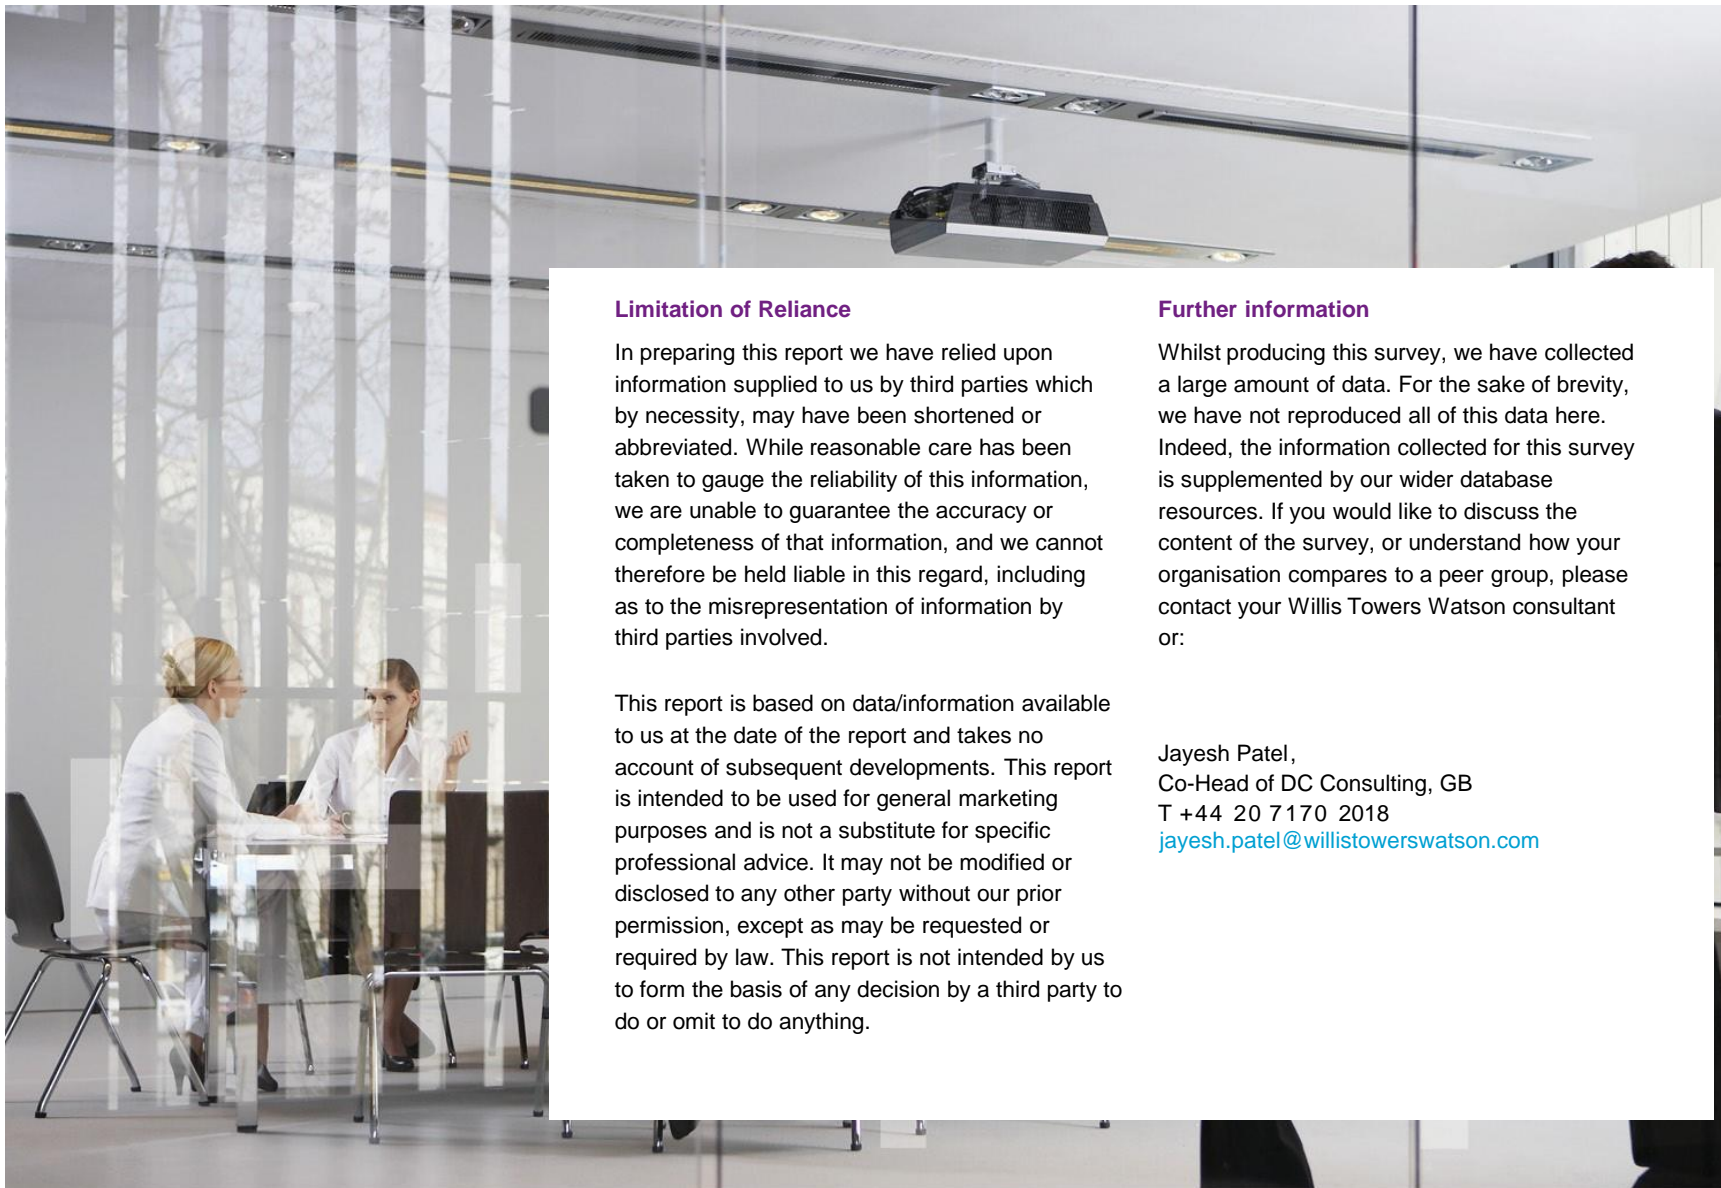 Limitation of Reliance
In preparing this report we have relied upon
information supplied to us by third parties which
by necessity, may have been shortened or
abbreviated. While reasonable care has been
taken to gauge the reliability of this information,
we are unable to guarantee the accuracy or
completeness of that information, and we cannot
therefore be held liable in this regard, including
as to the misrepresentation of information by
third parties involved.
This report is based on data/information available
to us at the date of the report and takes no
account of subsequent developments. This report
is intended to be used for general marketing
purposes and is not a substitute for specific
professional advice. It may not be modified or
disclosed to any other party without our prior
permission, except as may be requested or
required by law. This report is not intended by us
to form the basis of any decision by a third party to
do or omit to do anything.
Further information
Whilst producing this survey, we have collected
a large amount of data. For the sake of brevity,
we have not reproduced all of this data here.
Indeed, the information collected for this survey
is supplemented by our wider database
resources. If you would like to discuss the
content of the survey, or understand how your
organisation compares to a peer group, please
contact your Willis Towers Watson consultant
or:
Jayesh Patel,
Co-Head of DC Consulting, GB
T +44 20 7170 2018
jayesh.patel@willistowerswatson.com